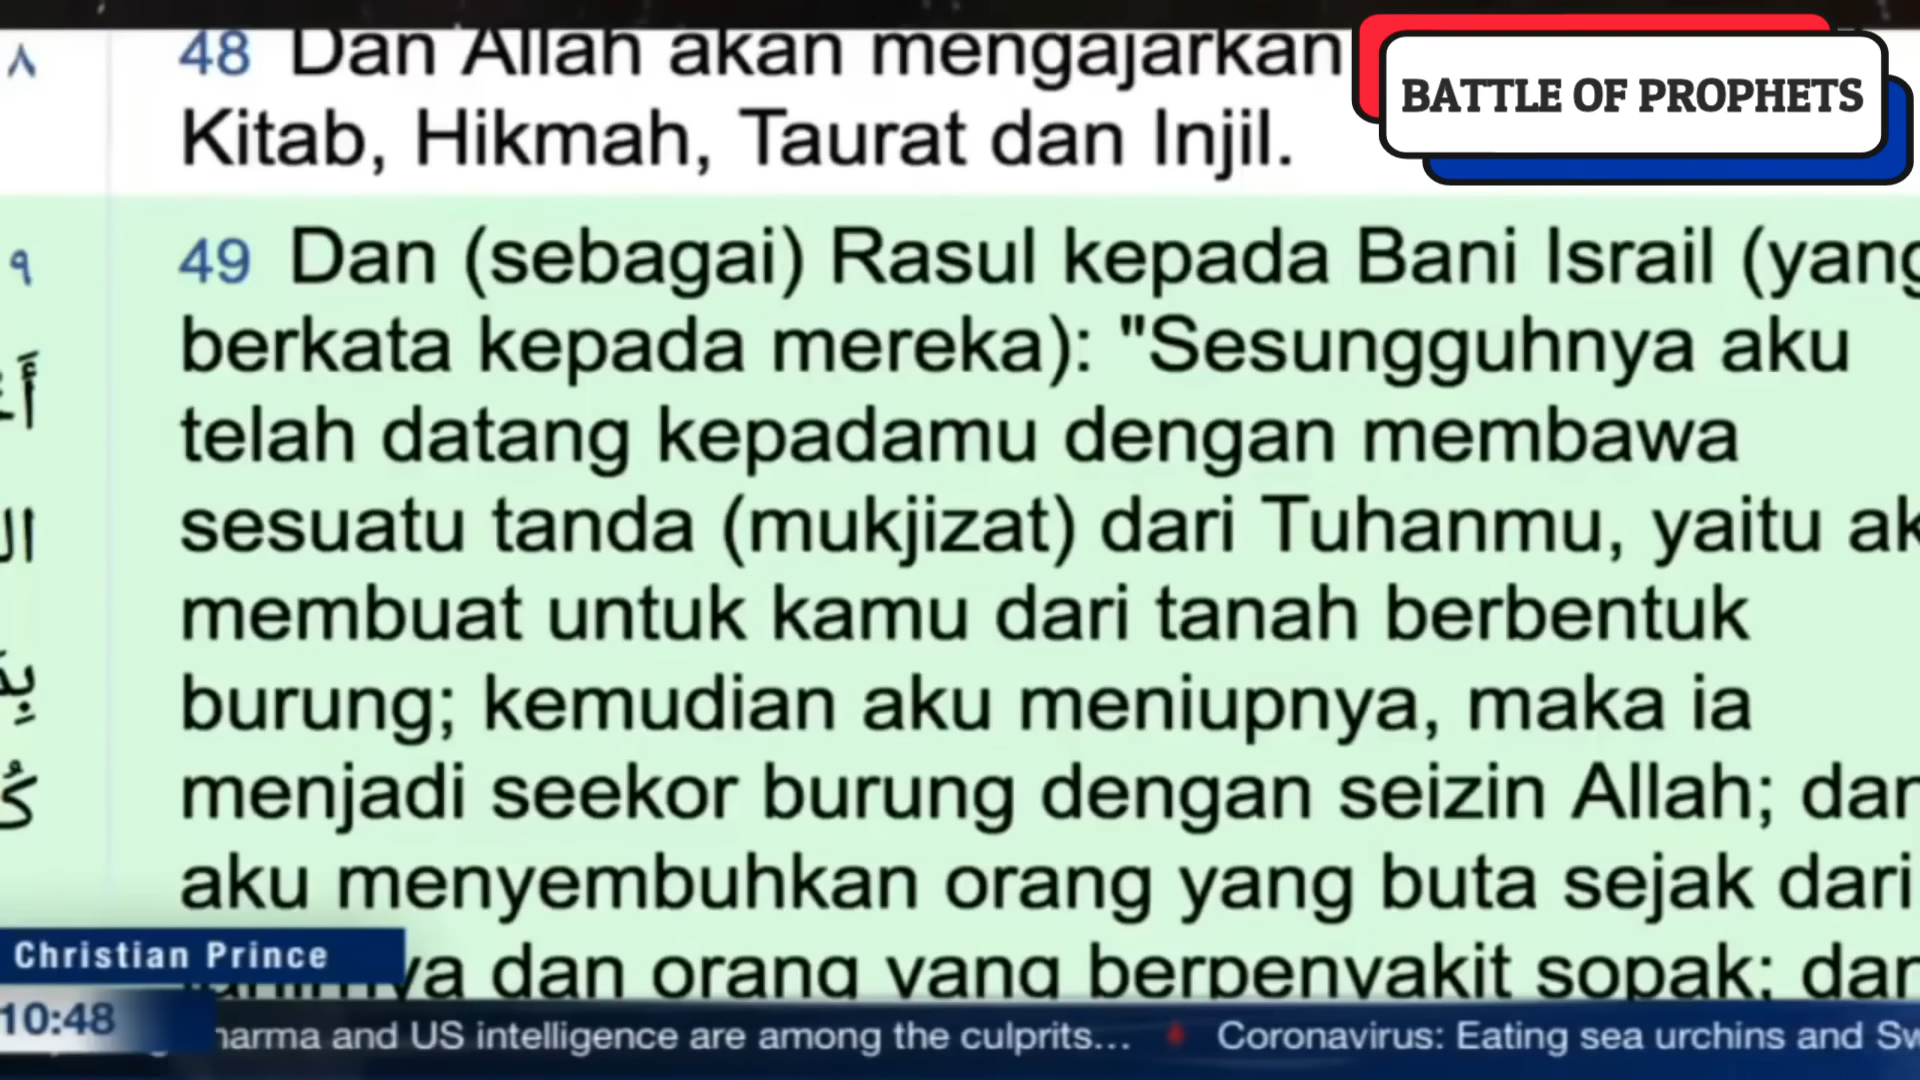 48 Dan Allah akan mengajarkan
Kitab, Hikmah, Taurat dan Injil.
BATTLE OF PROPHETS
٨
49 Dan (sebagai) Rasul kepada Bani Israil (yang
٩
berkata kepada mereka): "Sesungguhnya aku
telah datang kepadamu dengan membawa
sesuatu tanda (mukjizat) dari Tuhanmu, yaitu ak
membuat untuk kamu dari tanah berbentuk
burung; kemudian aku meniupnya, maka ia
menjadi seekor burung dengan seizin Allah; dan
aku menyembuhkan orang yang buta sejak dari
dan orang yang berpenyakit sopak; dan
Christian Prince
10:48
harma and US intelligence are among the culprits... Coronavirus: Eating sea urchins and Sw